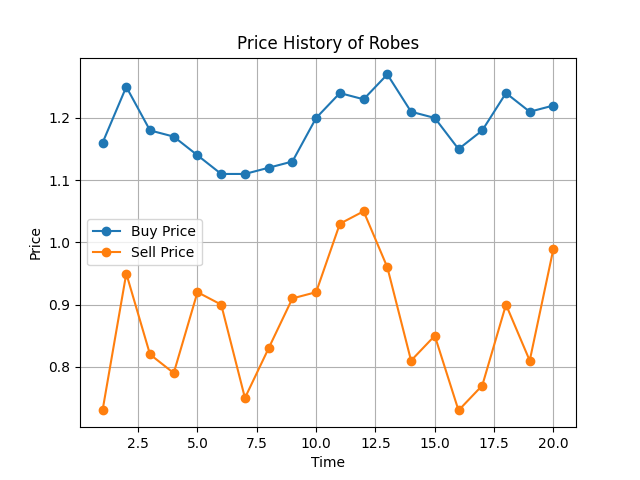 Price History of Robes
Price
1.2
1.1
1.0
0.9
0.8
Buy Price
Sell Price
2.5 5.0 7.5 10.0 12.5 15.0 17.5 20.0
Time